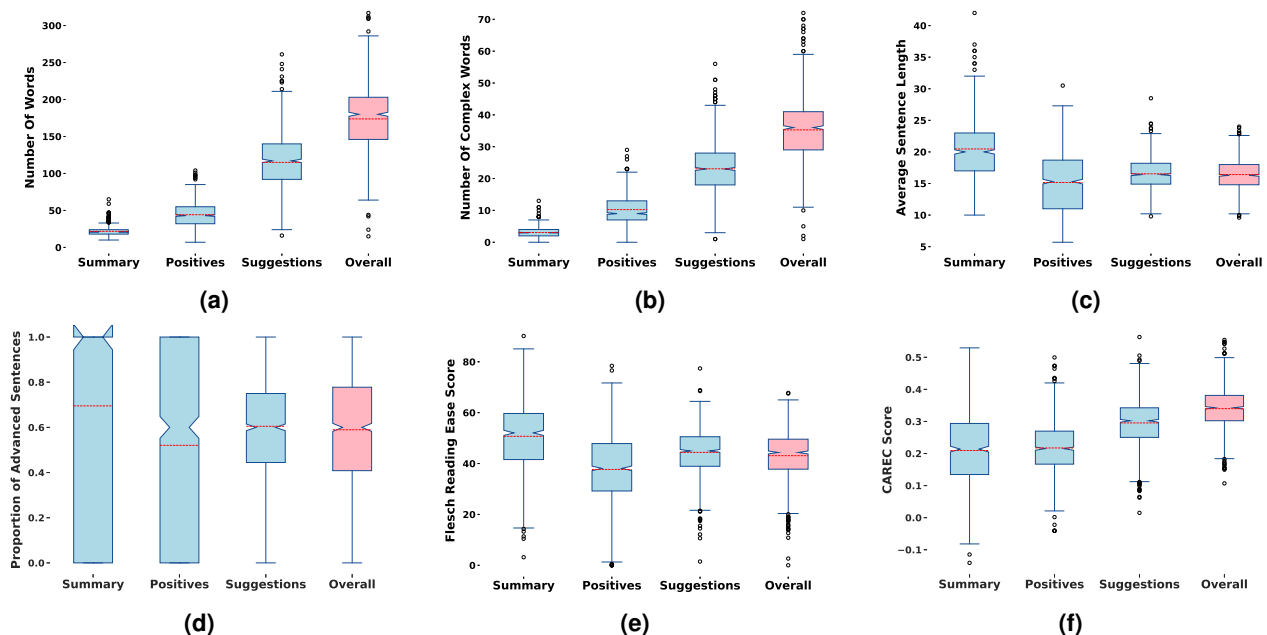 Number Of Words
300
250
200
150
100
50
0
Summary Positives Suggestions Overall
(a)
Number Of Complex Words
70
60
50
40
30
20
10
0
Summary Positives Suggestions Overall
(b)
Average Sentence Length
40
35
30
25
20
15
10
5
Summary Positives Suggestions Overall
(c)
Proportion of Advanced Sentences
1.0
0.8
0.6
0.4
0.2
0.0
Summary Positives Suggestions Overall
(d)
Flesch Reading Ease Score
80
60
40
20
0
Summary Positives Suggestions Overall
(e)
CAREC Score
0.5
0.4
0.3
0.2
0.1
0.0
−0.1
Summary Positives Suggestions Overall
(f)